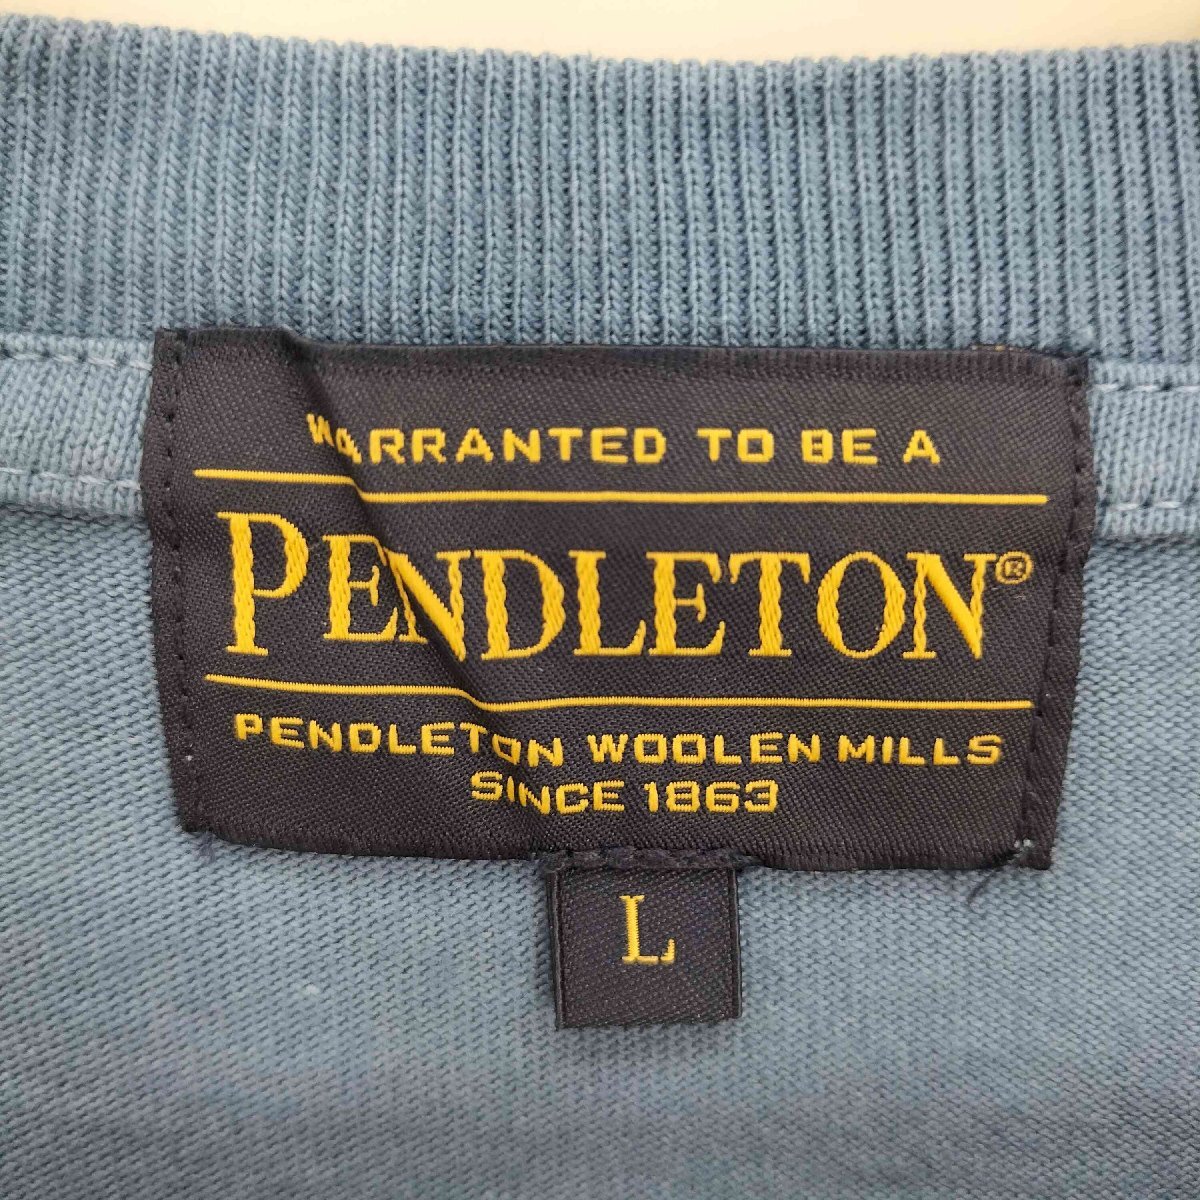 WARRANTED TO BE A
PENDLETON®
PENDLETON WOOLEN MILLS
SINCE 1863
L